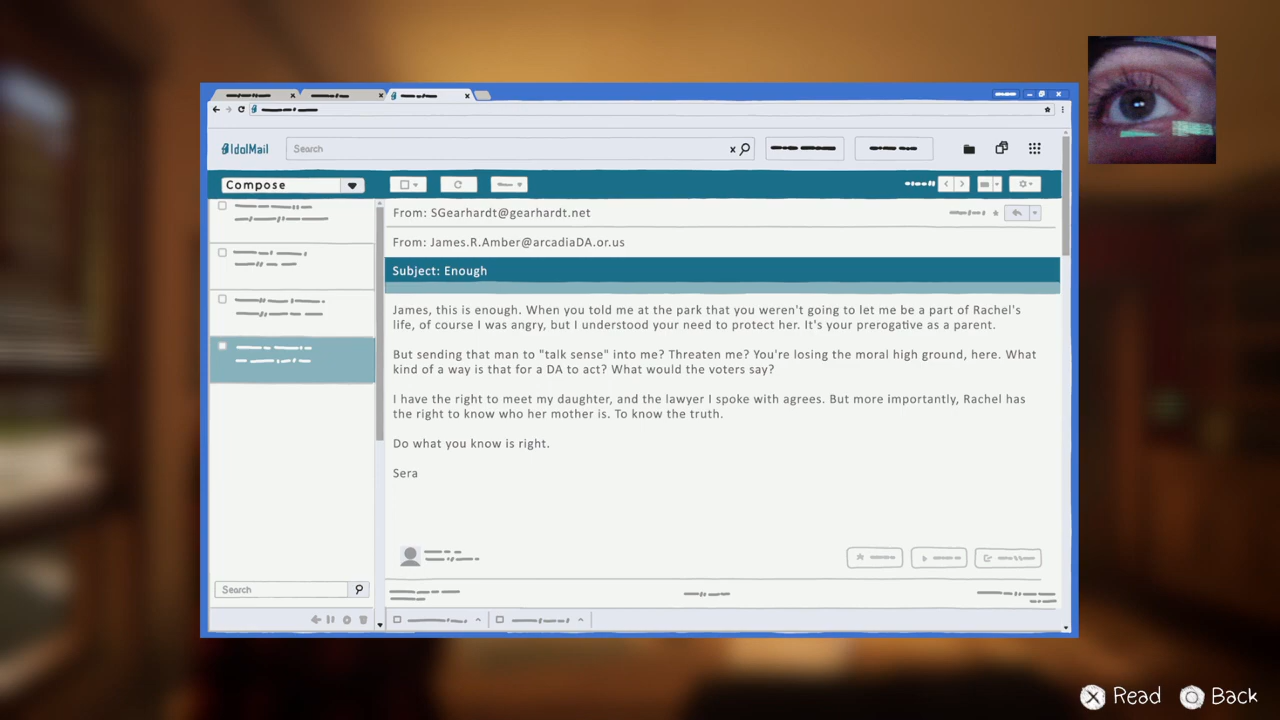 IdolMail
Search
Compose
From: SGearhardt@gearhardt.net
From: James.R.Amber@arcadiaDA.or.us
Subject: Enough
James, this is enough. When you told me at the park that you weren't going to let me be a part of Rachel's
life, of course I was angry, but I understood your need to protect her. It's your prerogative as a parent.
But sending that man to "talk sense" into me? Threaten me? You're losing the moral high ground, here. What
kind of a way is that for a DA to act? What would the voters say?
I have the right to meet my daughter, and the lawyer I spoke with agrees. But more importantly, Rachel has
the right to know who her mother is. To know the truth.
Do what you know is right.
Sera
Search
Read Back